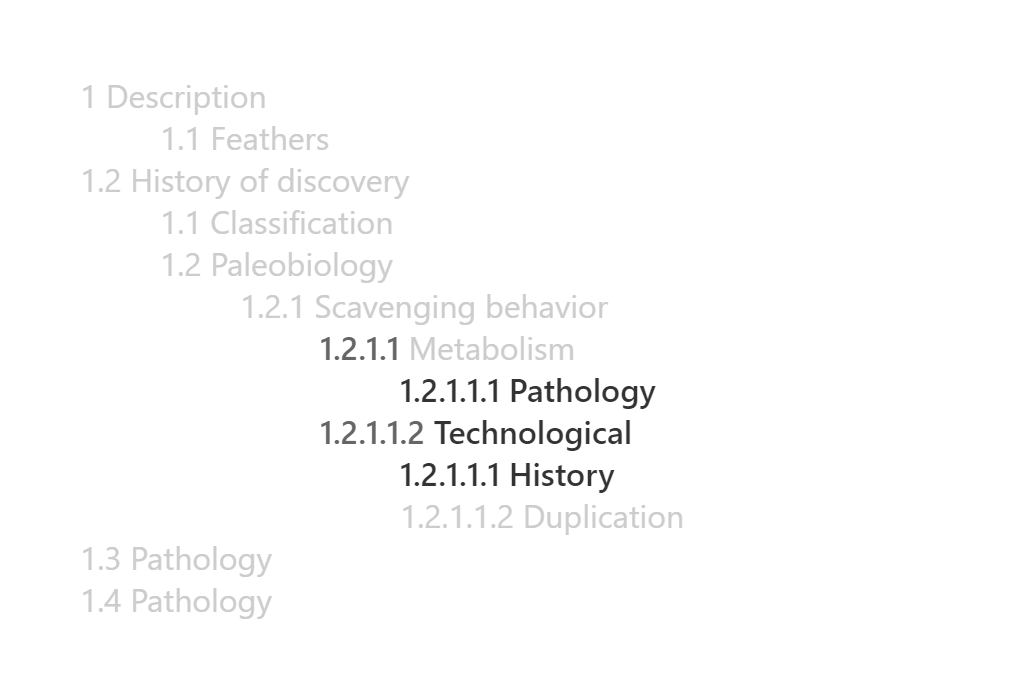 1 Description
1.1 Feathers
1.2 History of discovery
1.1 Classification
1.2 Paleobiology
1.2.1 Scavenging behavior
1.2.1.1 Metabolism
1.2.1.1.1 Pathology
1.2.1.1.2 Technological
1.2.1.1.1 History
1.2.1.1.2 Duplication
1.3 Pathology
1.4 Pathology